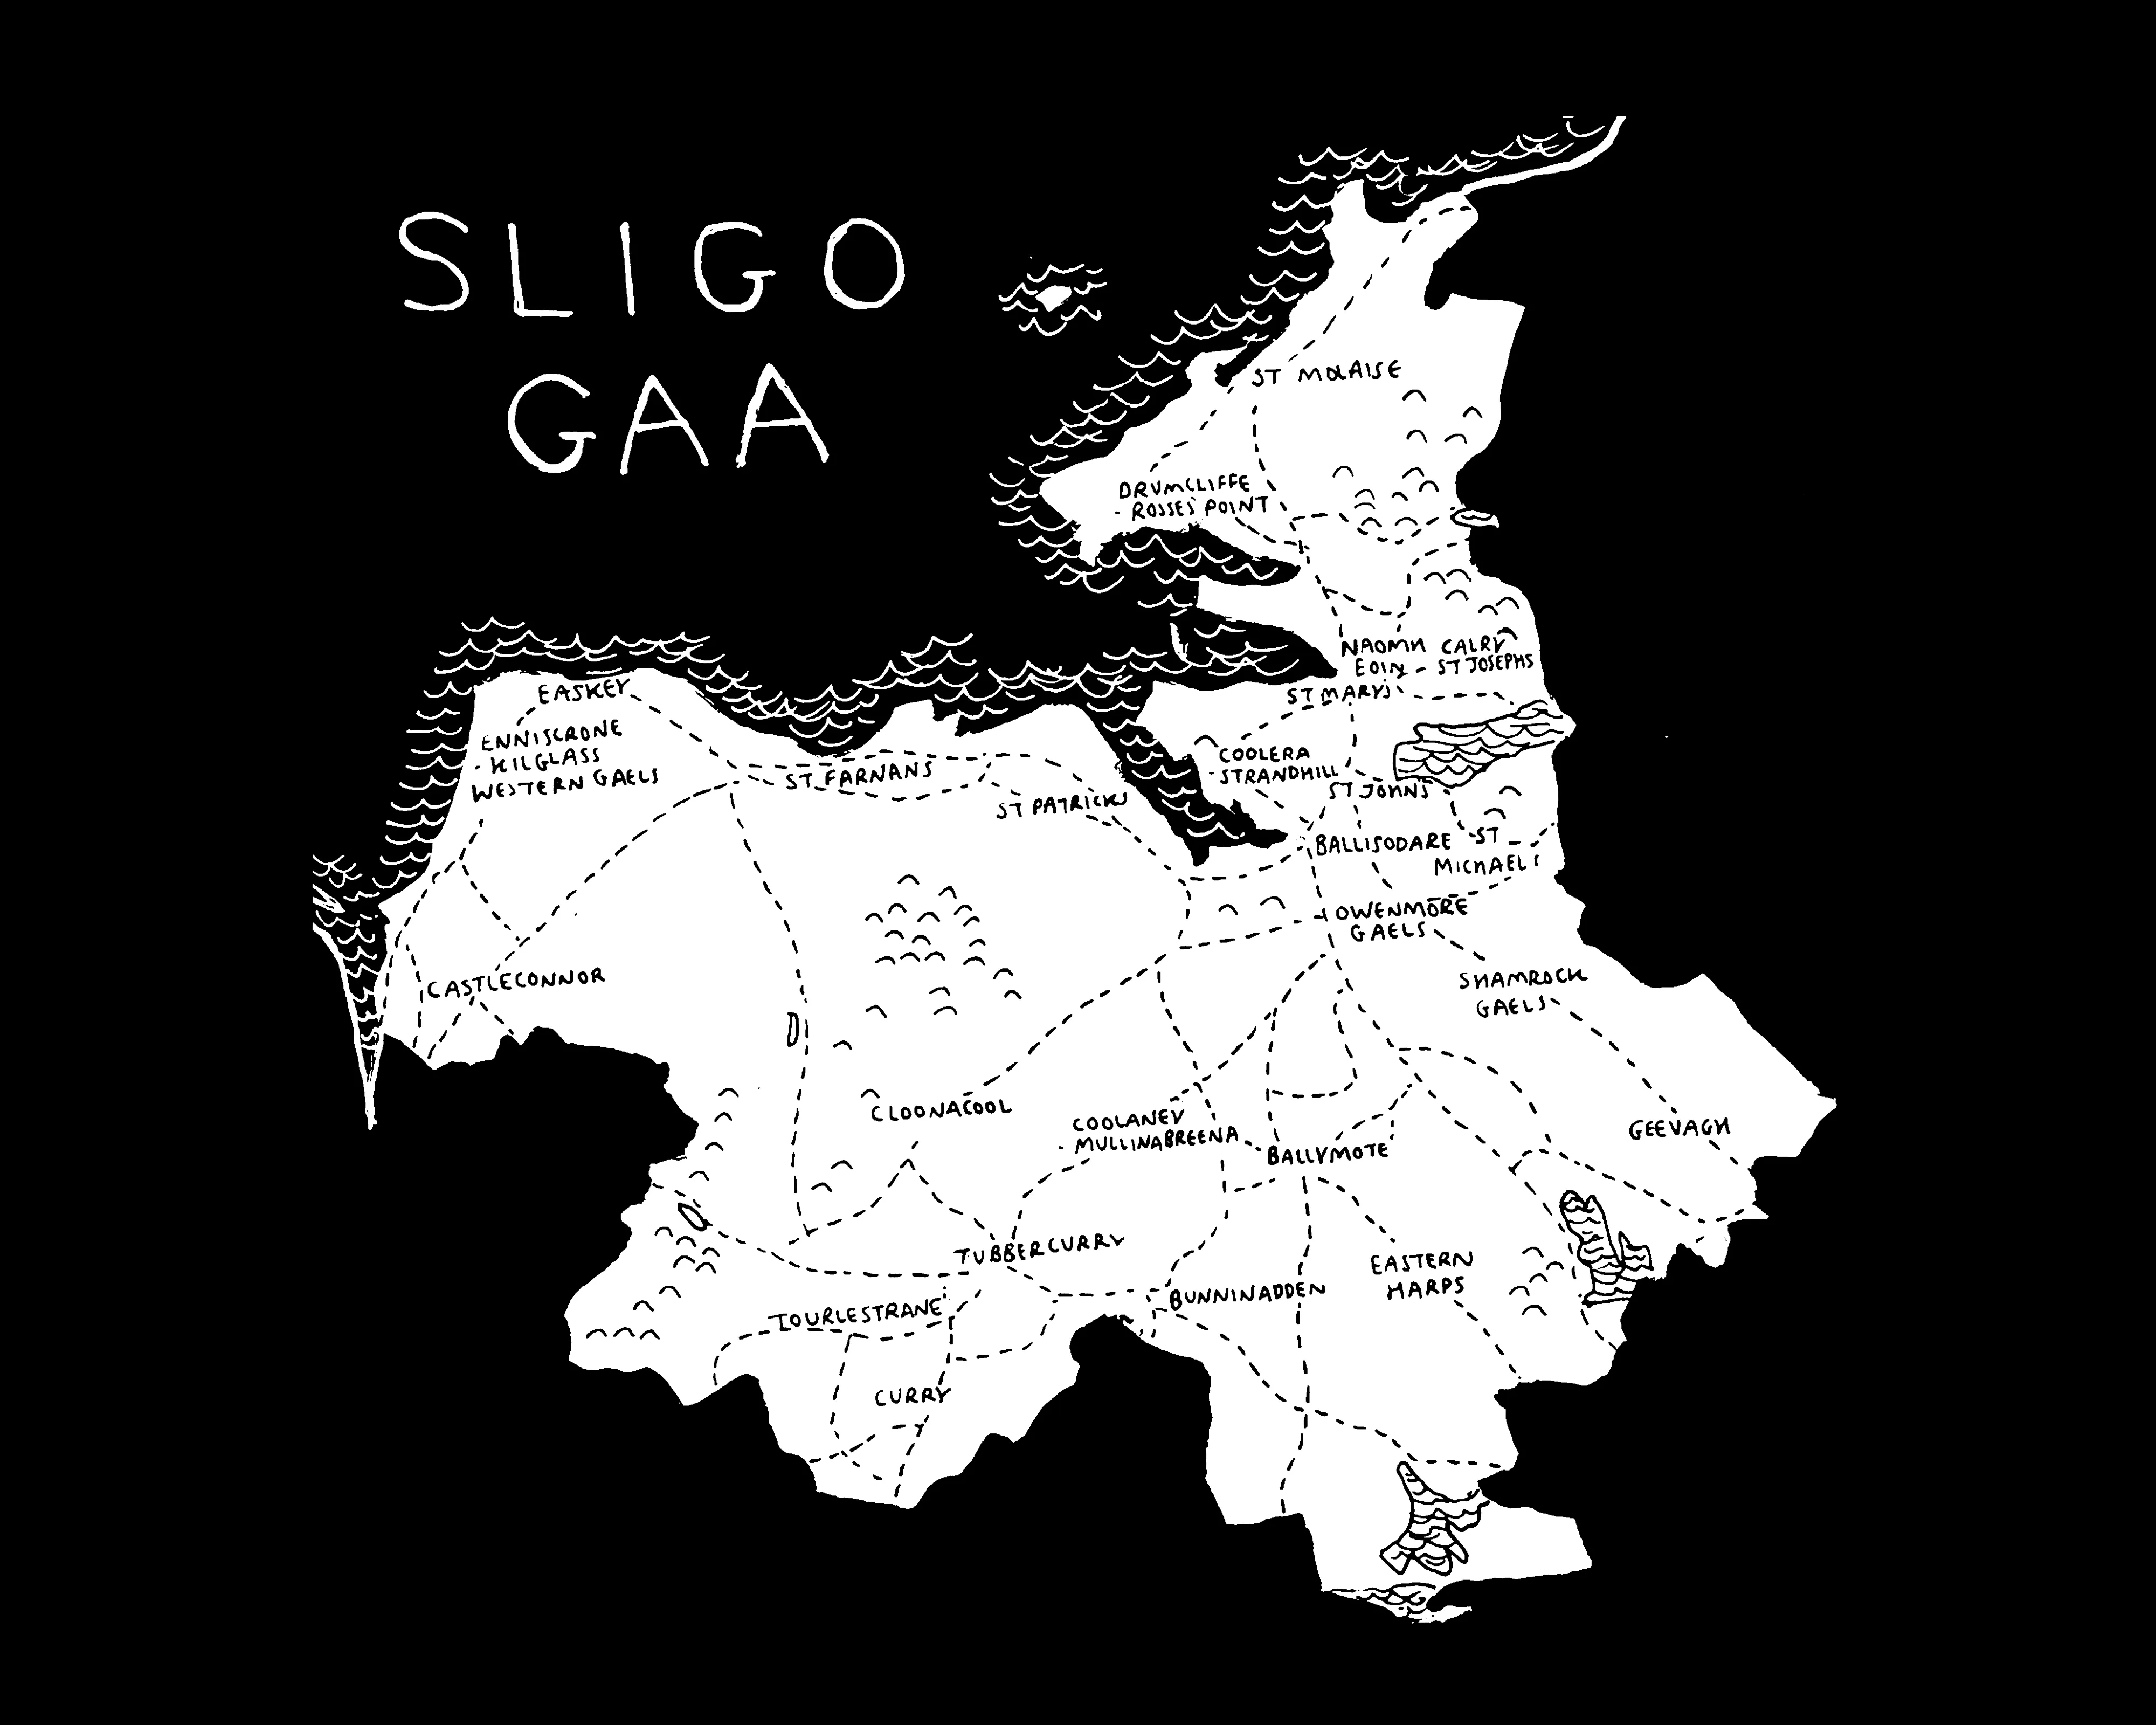 SLIGO
GAA
ST MOLAISE
DRUMCLIFFE
- ROSSES POINT
NAOMH CALRY
EOIN - ST JOSEPHS
ST MARYS
EASKEY
ENNISCRONE
- KILGLASS
WESTERN GAELS
ST FARNANS
ST PATRICKS
COOLERA
- STRANDHILL
ST JOHNS
BALLISODARE
ST
MICHAELS
OWENMORE
GAELS
CASTLECONNOR
SHAMROCK
GAELS
CLOONACOOL
COOLANEY
- MULLINABREENA
BALLYMOTE
GEEVAGH
TUBBERCURRY
EASTERN
HARPS
TOURLESTRANE
BUNNINADDEN
CURRY